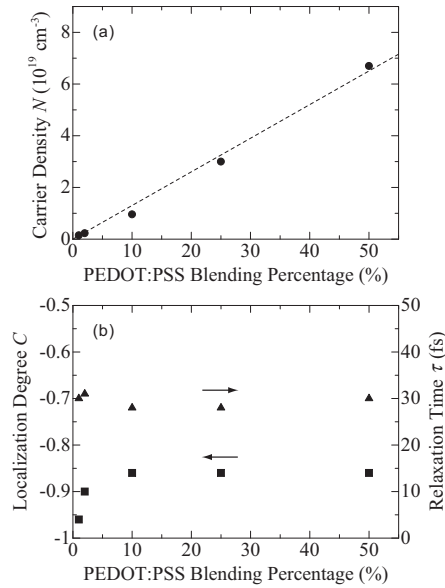 (a)
Carrier Density N (10¹⁹ cm⁻³)
8
6
4
2
0
0 10 20 30 40 50
PEDOT:PSS Blending Percentage (%)
(b)
Localization Degree C
-0.5
-0.6
-0.7
-0.8
-0.9
-1
50
40
30
20
10
0
Relaxation Time τ (fs)
0 10 20 30 40 50
PEDOT:PSS Blending Percentage (%)